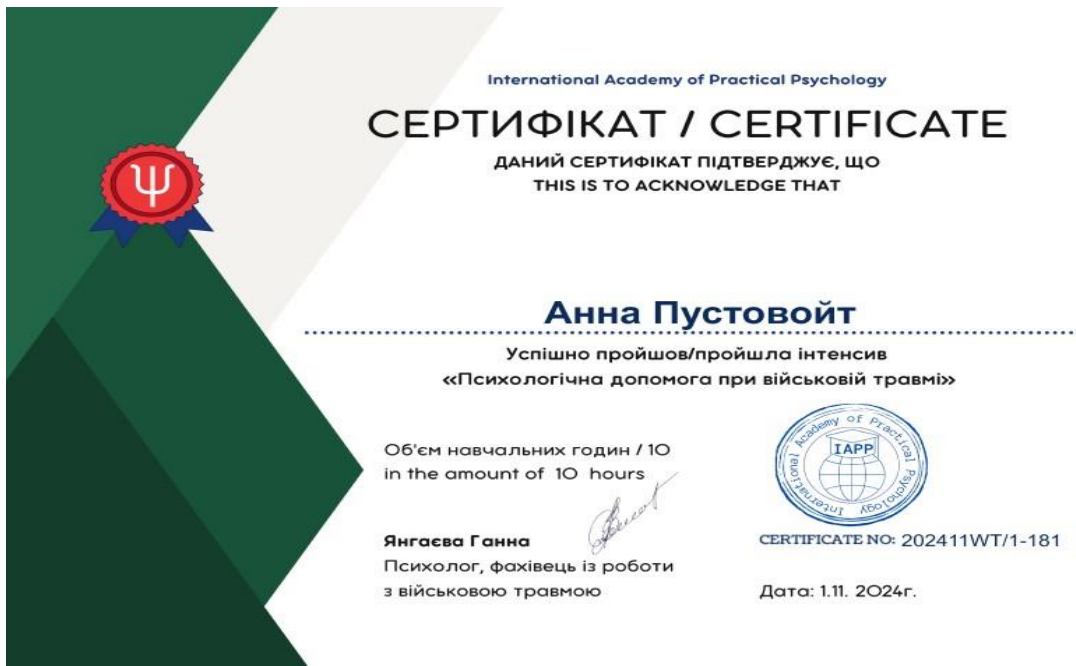 International Academy of Practical Psychology
СЕРТИФІКАТ / CERTIFICATE
ДАНИЙ СЕРТИФІКАТ ПІДТВЕРДЖУЄ, ЩО
THIS IS TO ACKNOWLEDGE THAT
Ψ
Анна Пустовойт
Успішно пройшов/пройшла інтенсив
«Психологічна допомога при військовій травмі»
Об'єм навчальних годин / 10
in the amount of 10 hours
International Academy of Practical Psychology
IAPP
Янгаєва Ганна
Психолог, фахівець із роботи
з військовою травмою
CERTIFICATE NO: 202411WT/1-181
Дата: 1.11. 2024г.